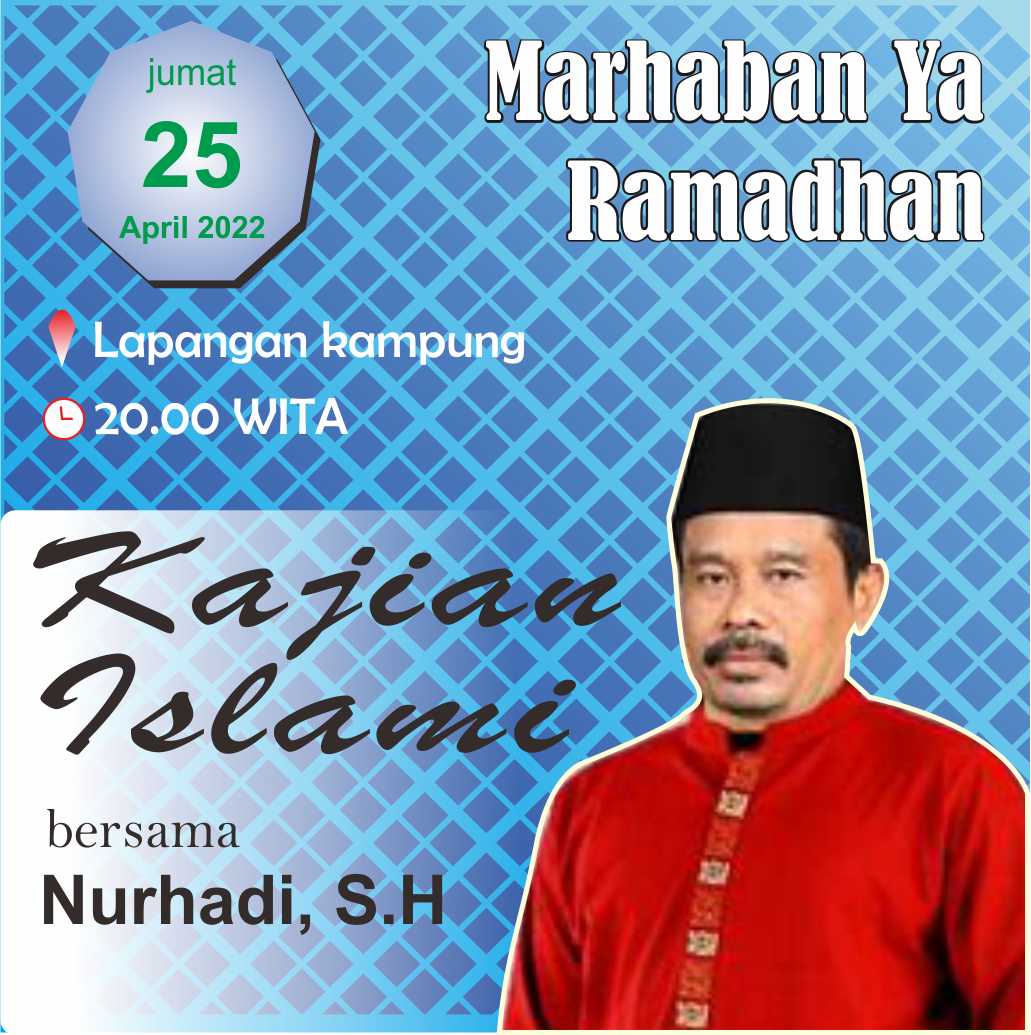 jumat
25
April 2022
Marhaban Ya
Ramadhan
Lapangan kampung
20.00 WITA
Kajian
Islami
bersama
Nurhadi, S.H